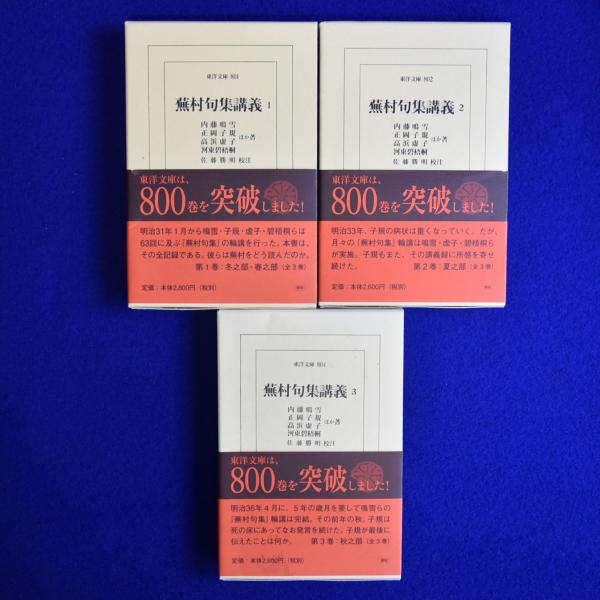 東洋文庫 801
蕪村句集講義 1
内藤鳴雪
正岡子規
高浜虚子
河東碧梧桐
ほか著
佐藤勝明 校注
東洋文庫は、
800巻を突破しました!
明治31年1月から鳴雪・子規・虚子・碧梧桐らは
63回に及ぶ『蕪村句集』の輪講を行った。本書は、
その全記録である。彼らは蕪村をどう読んだのか。
第1巻:冬之部・春之部(全3巻)
定価:本体2,800円(税別)
東洋文庫 802
蕪村句集講義 2
内藤鳴雪
正岡子規
高浜虚子
河東碧梧桐
ほか著
佐藤勝明 校注
東洋文庫は、
800巻を突破しました!
明治33年、子規の病状は重くなっていく。だが、
月々の『蕪村句集』輪講は鳴雪・虚子・碧梧桐ら
が実施。子規もまた、その講義録に所感を寄せ
続けた。
第2巻:夏之部(全3巻)
定価:本体2,600円(税別)
東洋文庫
蕪村句集講義 3
内藤鳴雪
正岡子規
高浜虚子
河東碧梧桐
ほか著
佐藤勝明 校注
東洋文庫は、
800巻を突破しました!
明治36年4月に、5年の歳月を要して鳴雪らの
『蕪村句集』輪講は完結。その前年の秋、子規は
死の床にあってなお発言を続けた。子規が最後に
伝えたことは何か。
第3巻:秋之部(全3巻)
定価:本体2,600円(税別)